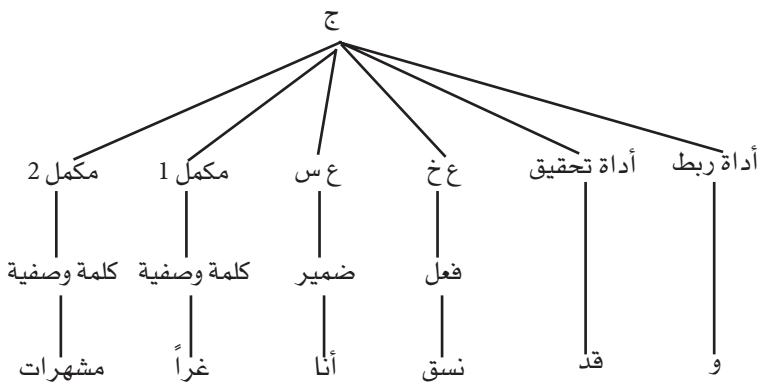 ج
أداة ربط أداة تحقيق ع خ ع س مكمل 1 مكمل 2
فعل ضمير كلمة وصفية كلمة وصفية
و قد نسق أنا غراً مشهرات